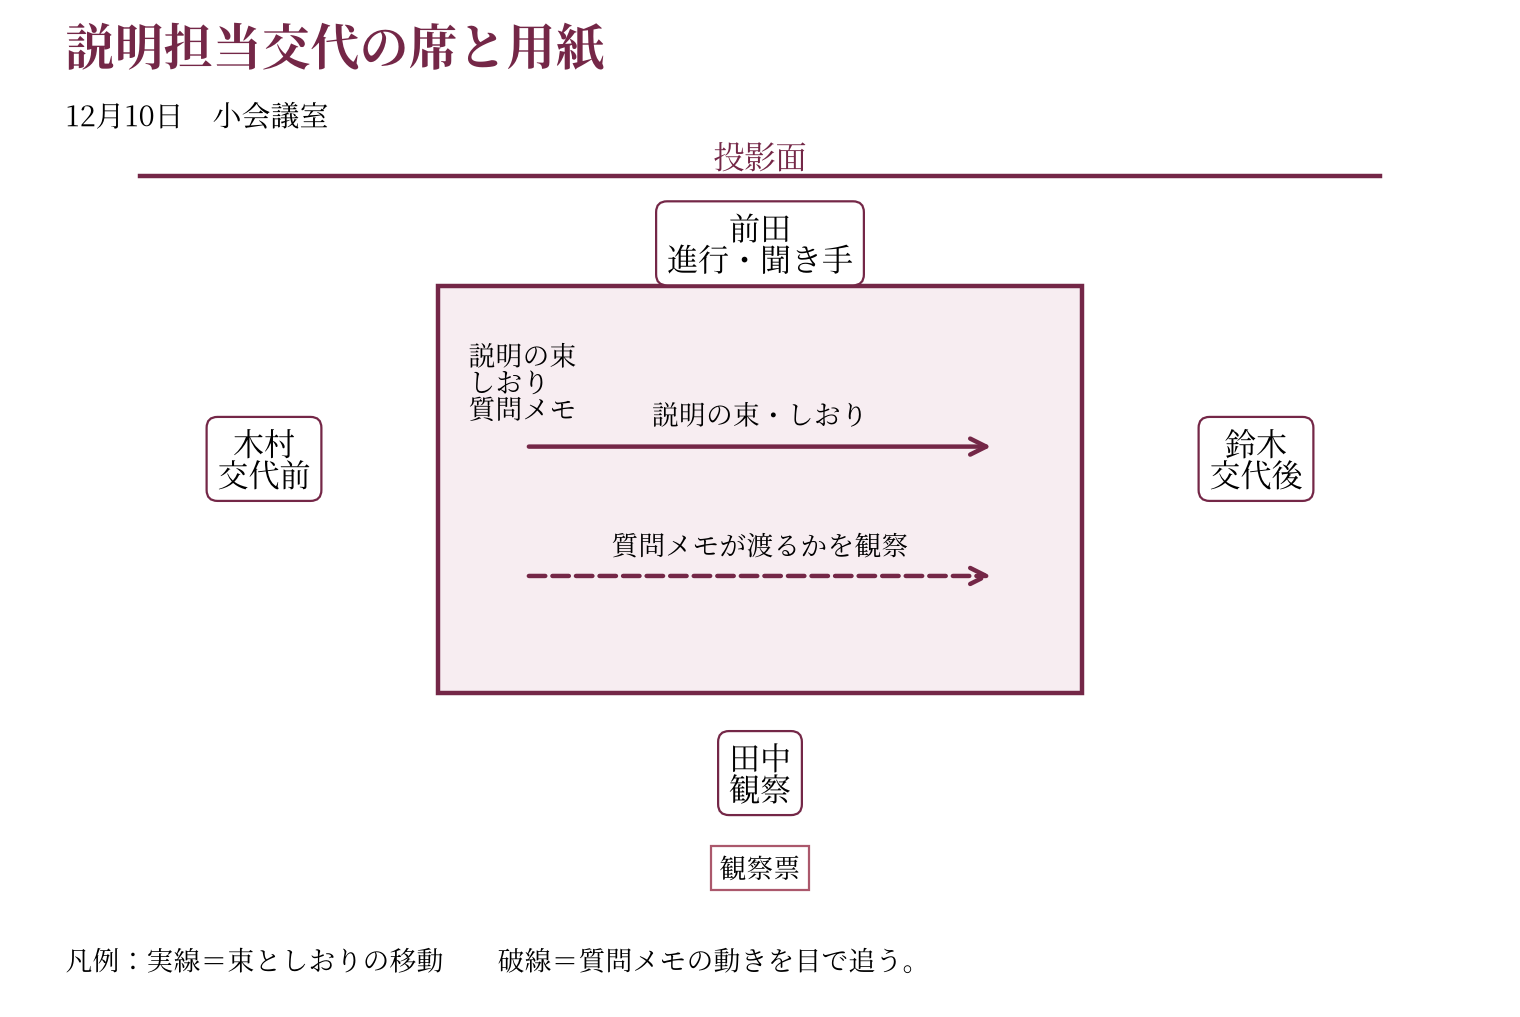 説明担当交代の席と用紙
12月10日　小会議室
投影面
前田
進行・聞き手
説明の束
しおり
質問メモ
説明の束・しおり
木村
交代前
鈴木
交代後
質問メモが渡るかを観察
田中
観察
観察票
凡例：実線＝束としおりの移動　　破線＝質問メモの動きを目で追う。